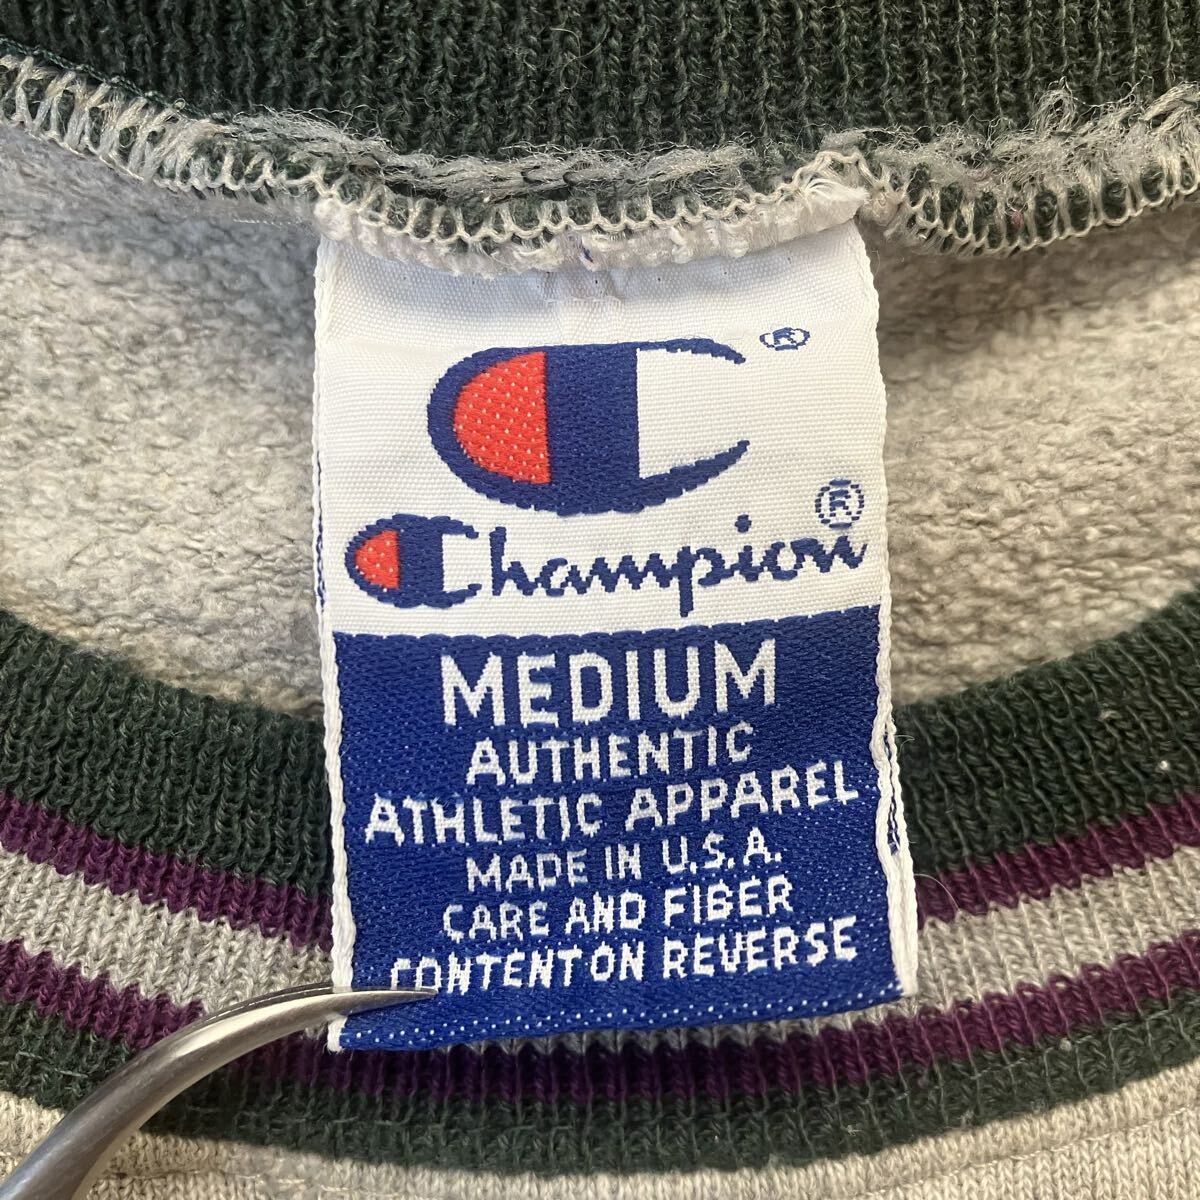 ®
Champion®
MEDIUM
AUTHENTIC
ATHLETIC APPAREL
MADE IN U.S.A.
CARE AND FIBER
CONTENT ON REVERSE